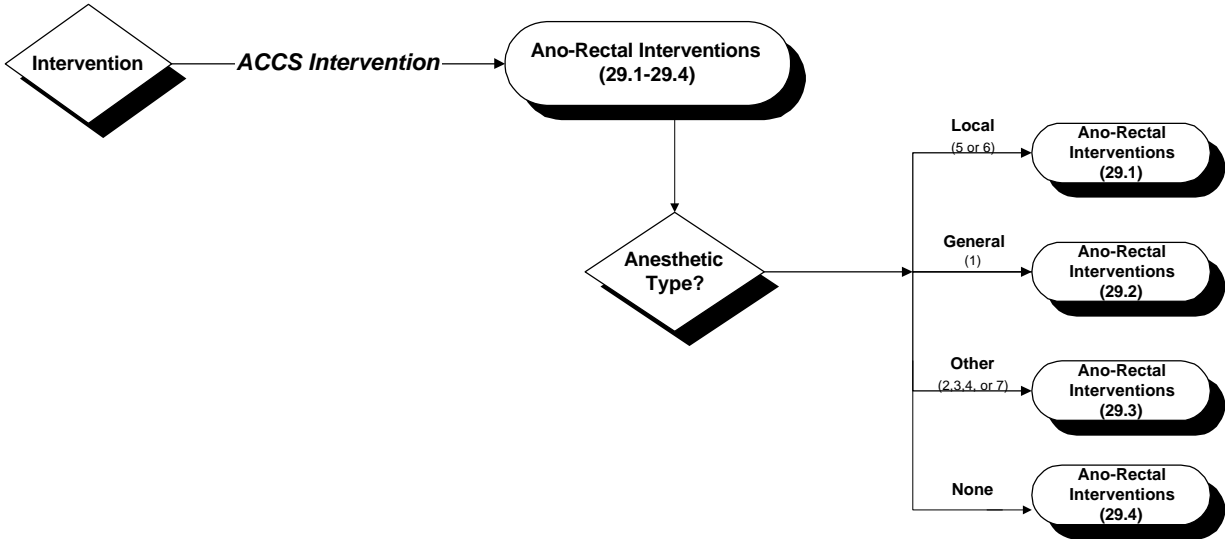 Intervention
ACCS Intervention
Ano-Rectal Interventions
(29.1-29.4)
Anesthetic
Type?
Local
(5 or 6)
Ano-Rectal
Interventions
(29.1)
General
(1)
Ano-Rectal
Interventions
(29.2)
Other
(2,3,4, or 7)
Ano-Rectal
Interventions
(29.3)
None
Ano-Rectal
Interventions
(29.4)